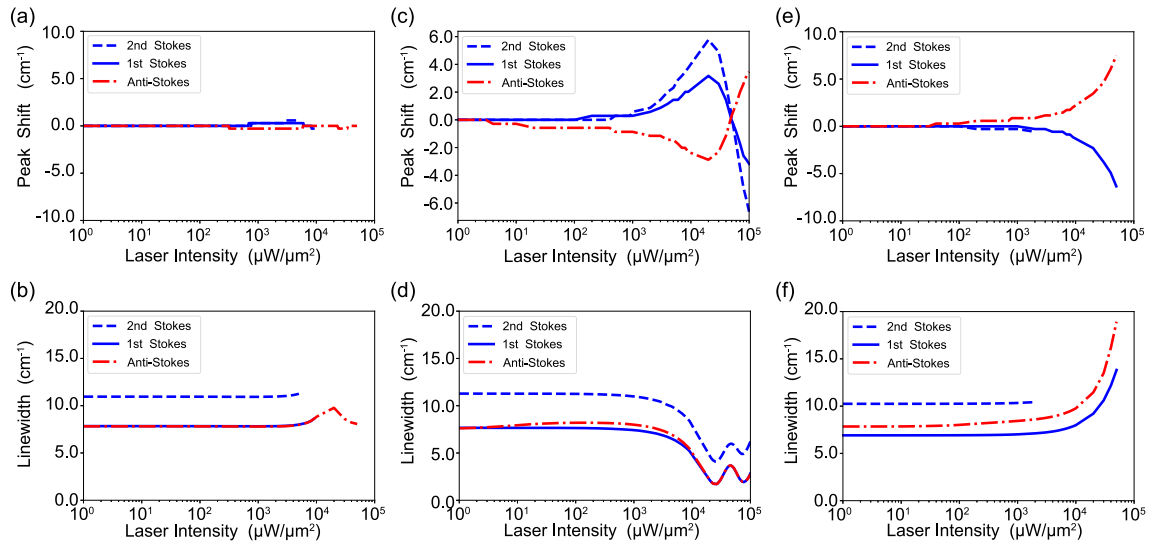 (a)
10.0
5.0
0.0
-5.0
-10.0
Peak Shift (cm⁻¹)
2nd Stokes
1st Stokes
Anti-Stokes
10⁰ 10¹ 10² 10³ 10⁴ 10⁵
Laser Intensity (μW/μm²)
(c)
6.0
4.0
2.0
0.0
-2.0
-4.0
-6.0
Peak Shift (cm⁻¹)
2nd Stokes
1st Stokes
Anti-Stokes
10⁰ 10¹ 10² 10³ 10⁴ 10⁵
Laser Intensity (μW/μm²)
(e)
10.0
5.0
0.0
-5.0
-10.0
Peak Shift (cm⁻¹)
2nd Stokes
1st Stokes
Anti-Stokes
10⁰ 10¹ 10² 10³ 10⁴ 10⁵
Laser Intensity (μW/μm²)
(b)
20.0
15.0
10.0
5.0
0.0
Linewidth (cm⁻¹)
2nd Stokes
1st Stokes
Anti-Stokes
10⁰ 10¹ 10² 10³ 10⁴ 10⁵
Laser Intensity (μW/μm²)
(d)
20.0
15.0
10.0
5.0
0.0
Linewidth (cm⁻¹)
2nd Stokes
1st Stokes
Anti-Stokes
10⁰ 10¹ 10² 10³ 10⁴ 10⁵
Laser Intensity (μW/μm²)
(f)
20.0
15.0
10.0
5.0
0.0
Linewidth (cm⁻¹)
2nd Stokes
1st Stokes
Anti-Stokes
10⁰ 10¹ 10² 10³ 10⁴ 10⁵
Laser Intensity (μW/μm²)